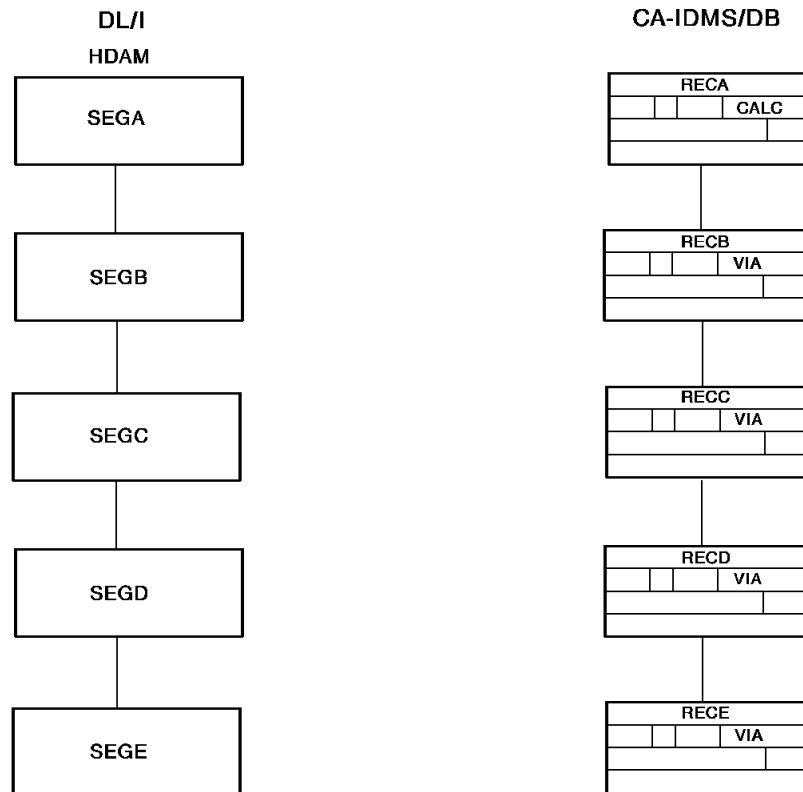 DL/I
HDAM
SEGA
SEGB
SEGC
SEGD
SEGE
CA-IDMS/DB
RECA
CALC
RECB
VIA
RECC
VIA
RECD
VIA
RECE
VIA